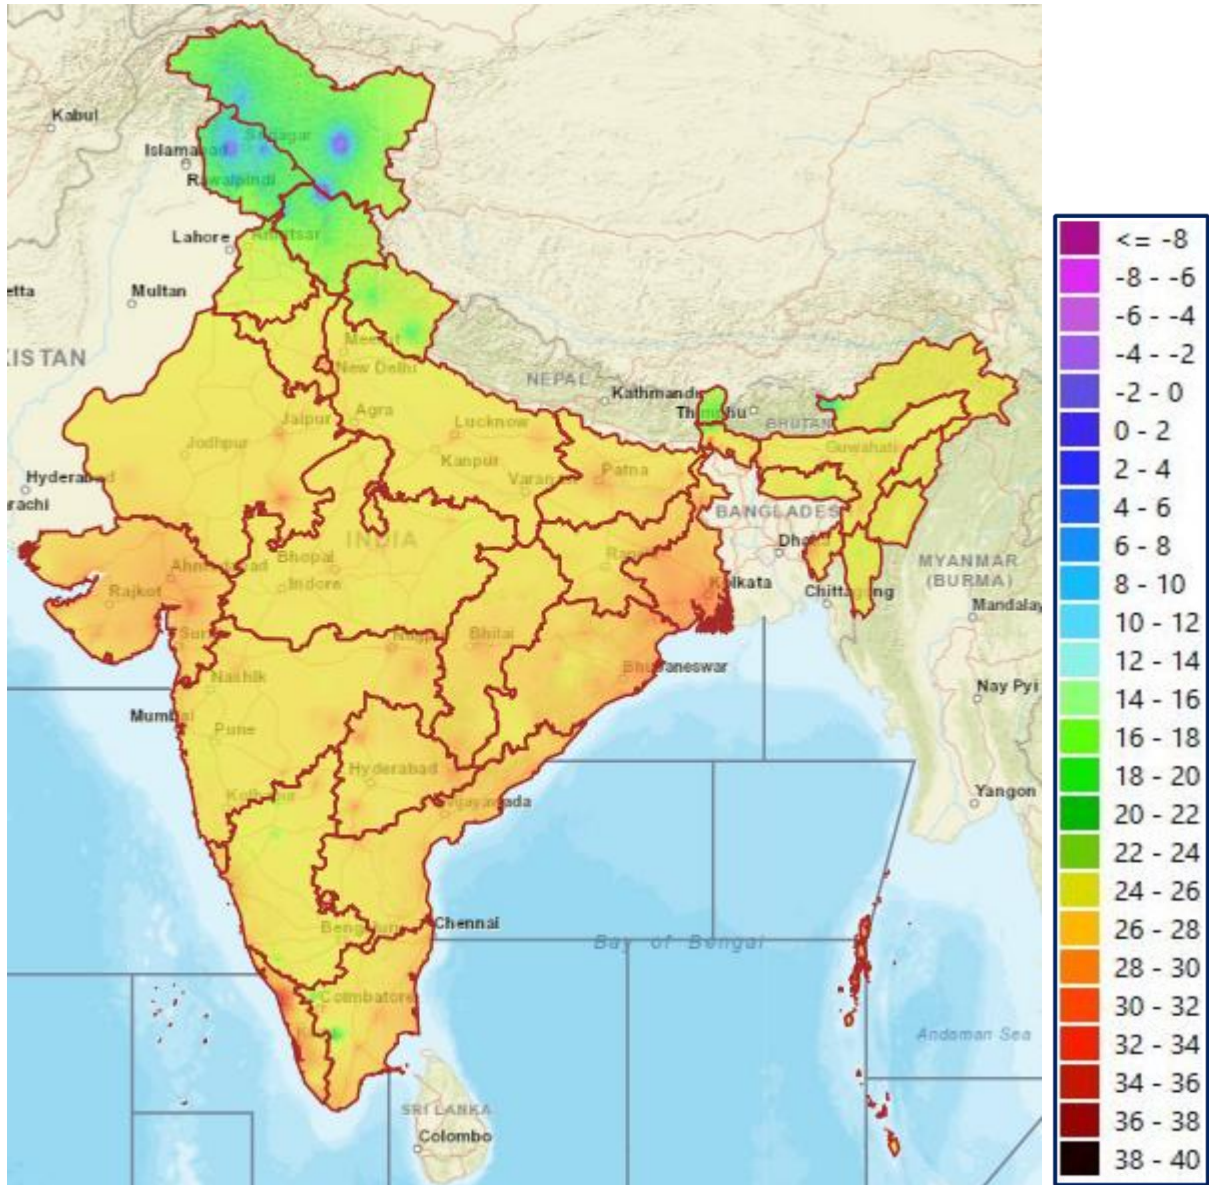 Kabul
Srinagar
Islamabad
Rawalpindi
Lahore
Amritsar
etta
Multan
KISTAN
Meerut
New Delhi
NEPAL
Kathmandu
Thimphu
BHUTAN
Jaipur
Agra
Lucknow
Guwahati
Jodhpur
Kanpur
Hyderabad
Varanasi
Patna
rachi
BANGLADESH
INDIA
Dhaka
Ahmedabad
Bhopal
Ranchi
MYANMAR
(BURMA)
Rajkot
Indore
Kolkata
Chittagong
Mandalay
Surat
Nagpur
Bhilai
Bhubaneswar
Nashik
Nay Pyi
Mumbai
Pune
Hyderabad
Yangon
Kolhapur
Vijayawada
Bengaluru
Chennai
Bay of Bengal
Coimbatore
Andaman Sea
SRI LANKA
Colombo
<= -8
-8 - -6
-6 - -4
-4 - -2
-2 - 0
0 - 2
2 - 4
4 - 6
6 - 8
8 - 10
10 - 12
12 - 14
14 - 16
16 - 18
18 - 20
20 - 22
22 - 24
24 - 26
26 - 28
28 - 30
30 - 32
32 - 34
34 - 36
36 - 38
38 - 40